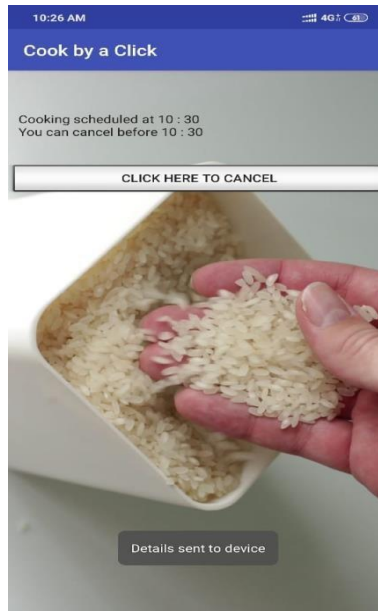 10:26 AM 4G 61
Cook by a Click
Cooking scheduled at 10 : 30
You can cancel before 10 : 30
CLICK HERE TO CANCEL
Details sent to device